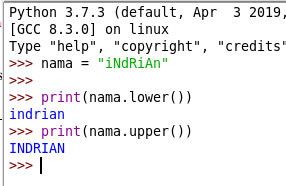 Python 3.7.3 (default, Apr  3 2019,
[GCC 8.3.0] on linux
Type "help", "copyright", "credits"
>>> nama = "iNdRiAn"
>>>
>>> print(nama.lower())
indrian
>>> print(nama.upper())
INDRIAN
>>>